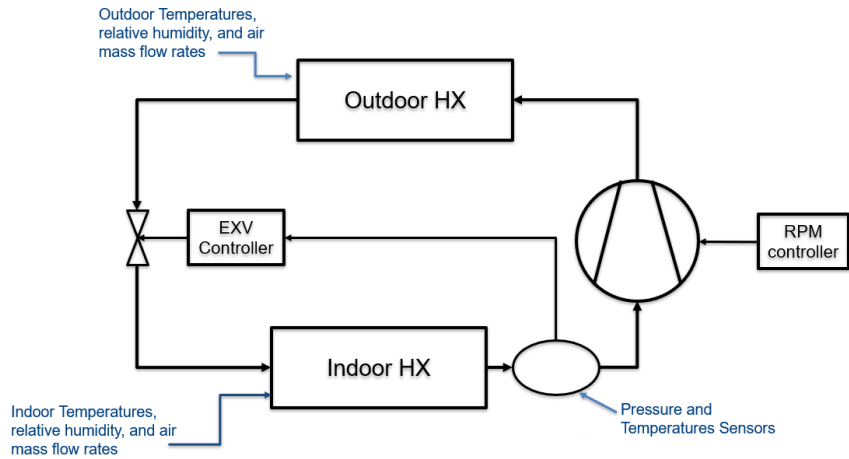 Outdoor Temperatures,
relative humidity, and air
mass flow rates
Outdoor HX
EXV
Controller
RPM
controller
Indoor HX
Indoor Temperatures,
relative humidity, and air
mass flow rates
Pressure and
Temperatures Sensors